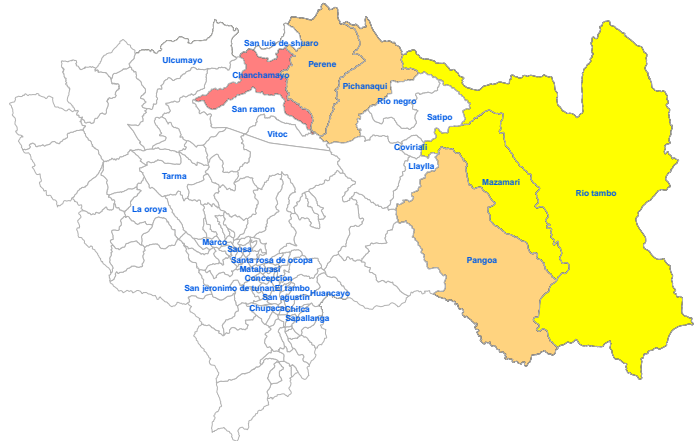 San luis de shuaro
Ulcumayo
Perene
Chanchamayo
Pichanaqui
Rio negro
San ramon
Satipo
Vitoc
Coviriali
Llaylla
Tarma
Mazamari
Rio tambo
La oroya
Marco
Sausa
Santa rosa de ocopa
Pangoa
Matahuasi
Concepcion
San jeronimo de tunan
El tambo
Huancayo
San agustin
Chupaca
Chilca
Sapallanga